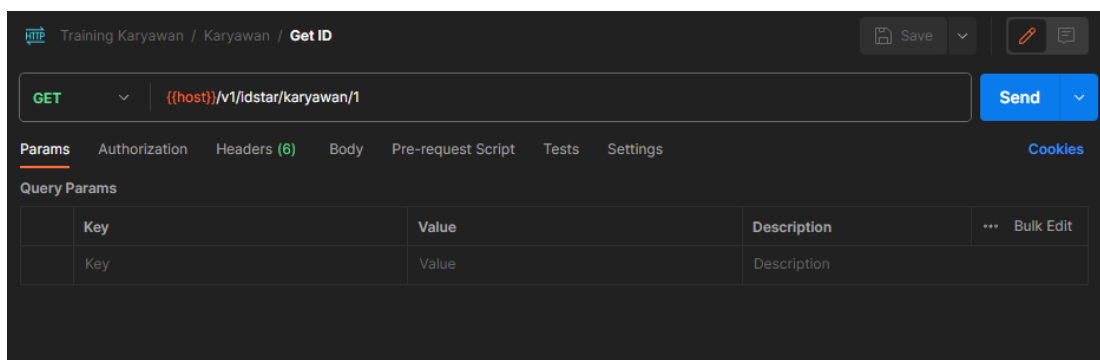 HTTP Training Karyawan / Karyawan / Get ID Save
GET {{host}}/v1/idstar/karyawan/1 Send
Params Authorization Headers (6) Body Pre-request Script Tests Settings Cookies
Query Params
Key Value Description ••• Bulk Edit
Key Value Description